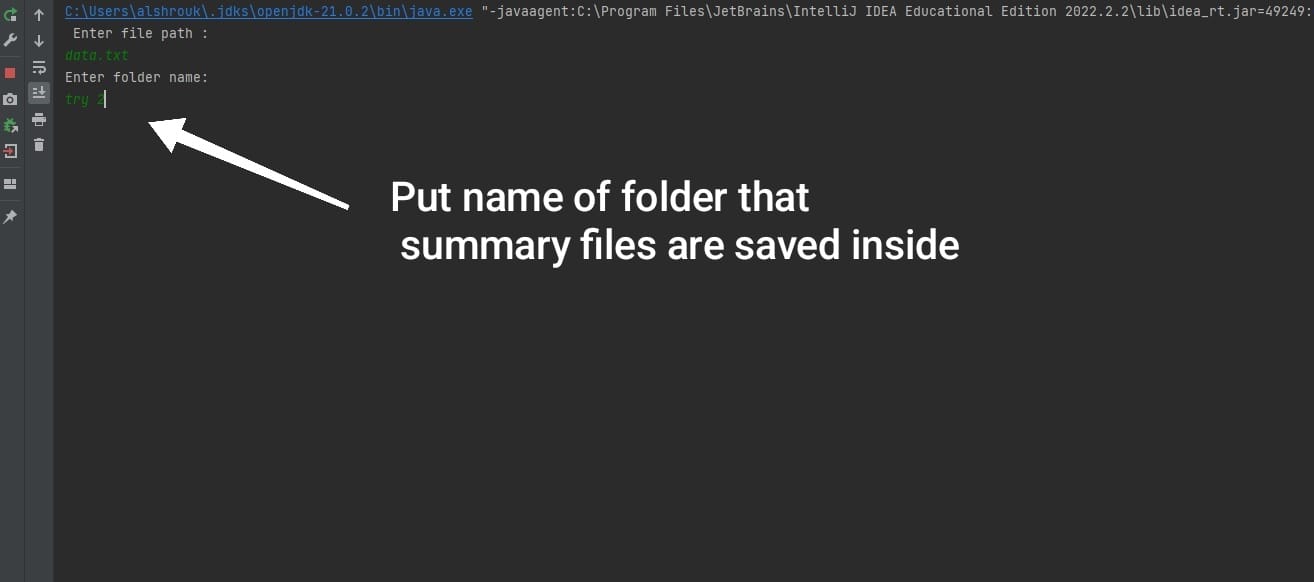 C:\Users\alshrouk\.jdks\openjdk-21.0.2\bin\java.exe "-javaagent:C:\Program Files\JetBrains\IntelliJ IDEA Educational Edition 2022.2.2\lib\idea_rt.jar=49249:
Enter file path :
data.txt
Enter folder name:
try 2
Put name of folder that
summary files are saved inside